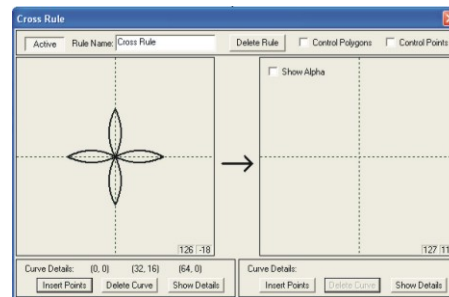 Cross Rule
Active Rule Name: Cross Rule Delete Rule Control Polygons Control Points
Show Alpha
126 -18
127
Curve Details: (0, 0) (32, 16) (64, 0)
Insert Points Delete Curve Show Details
Curve Details:
Insert Points Delete Curve Show Details